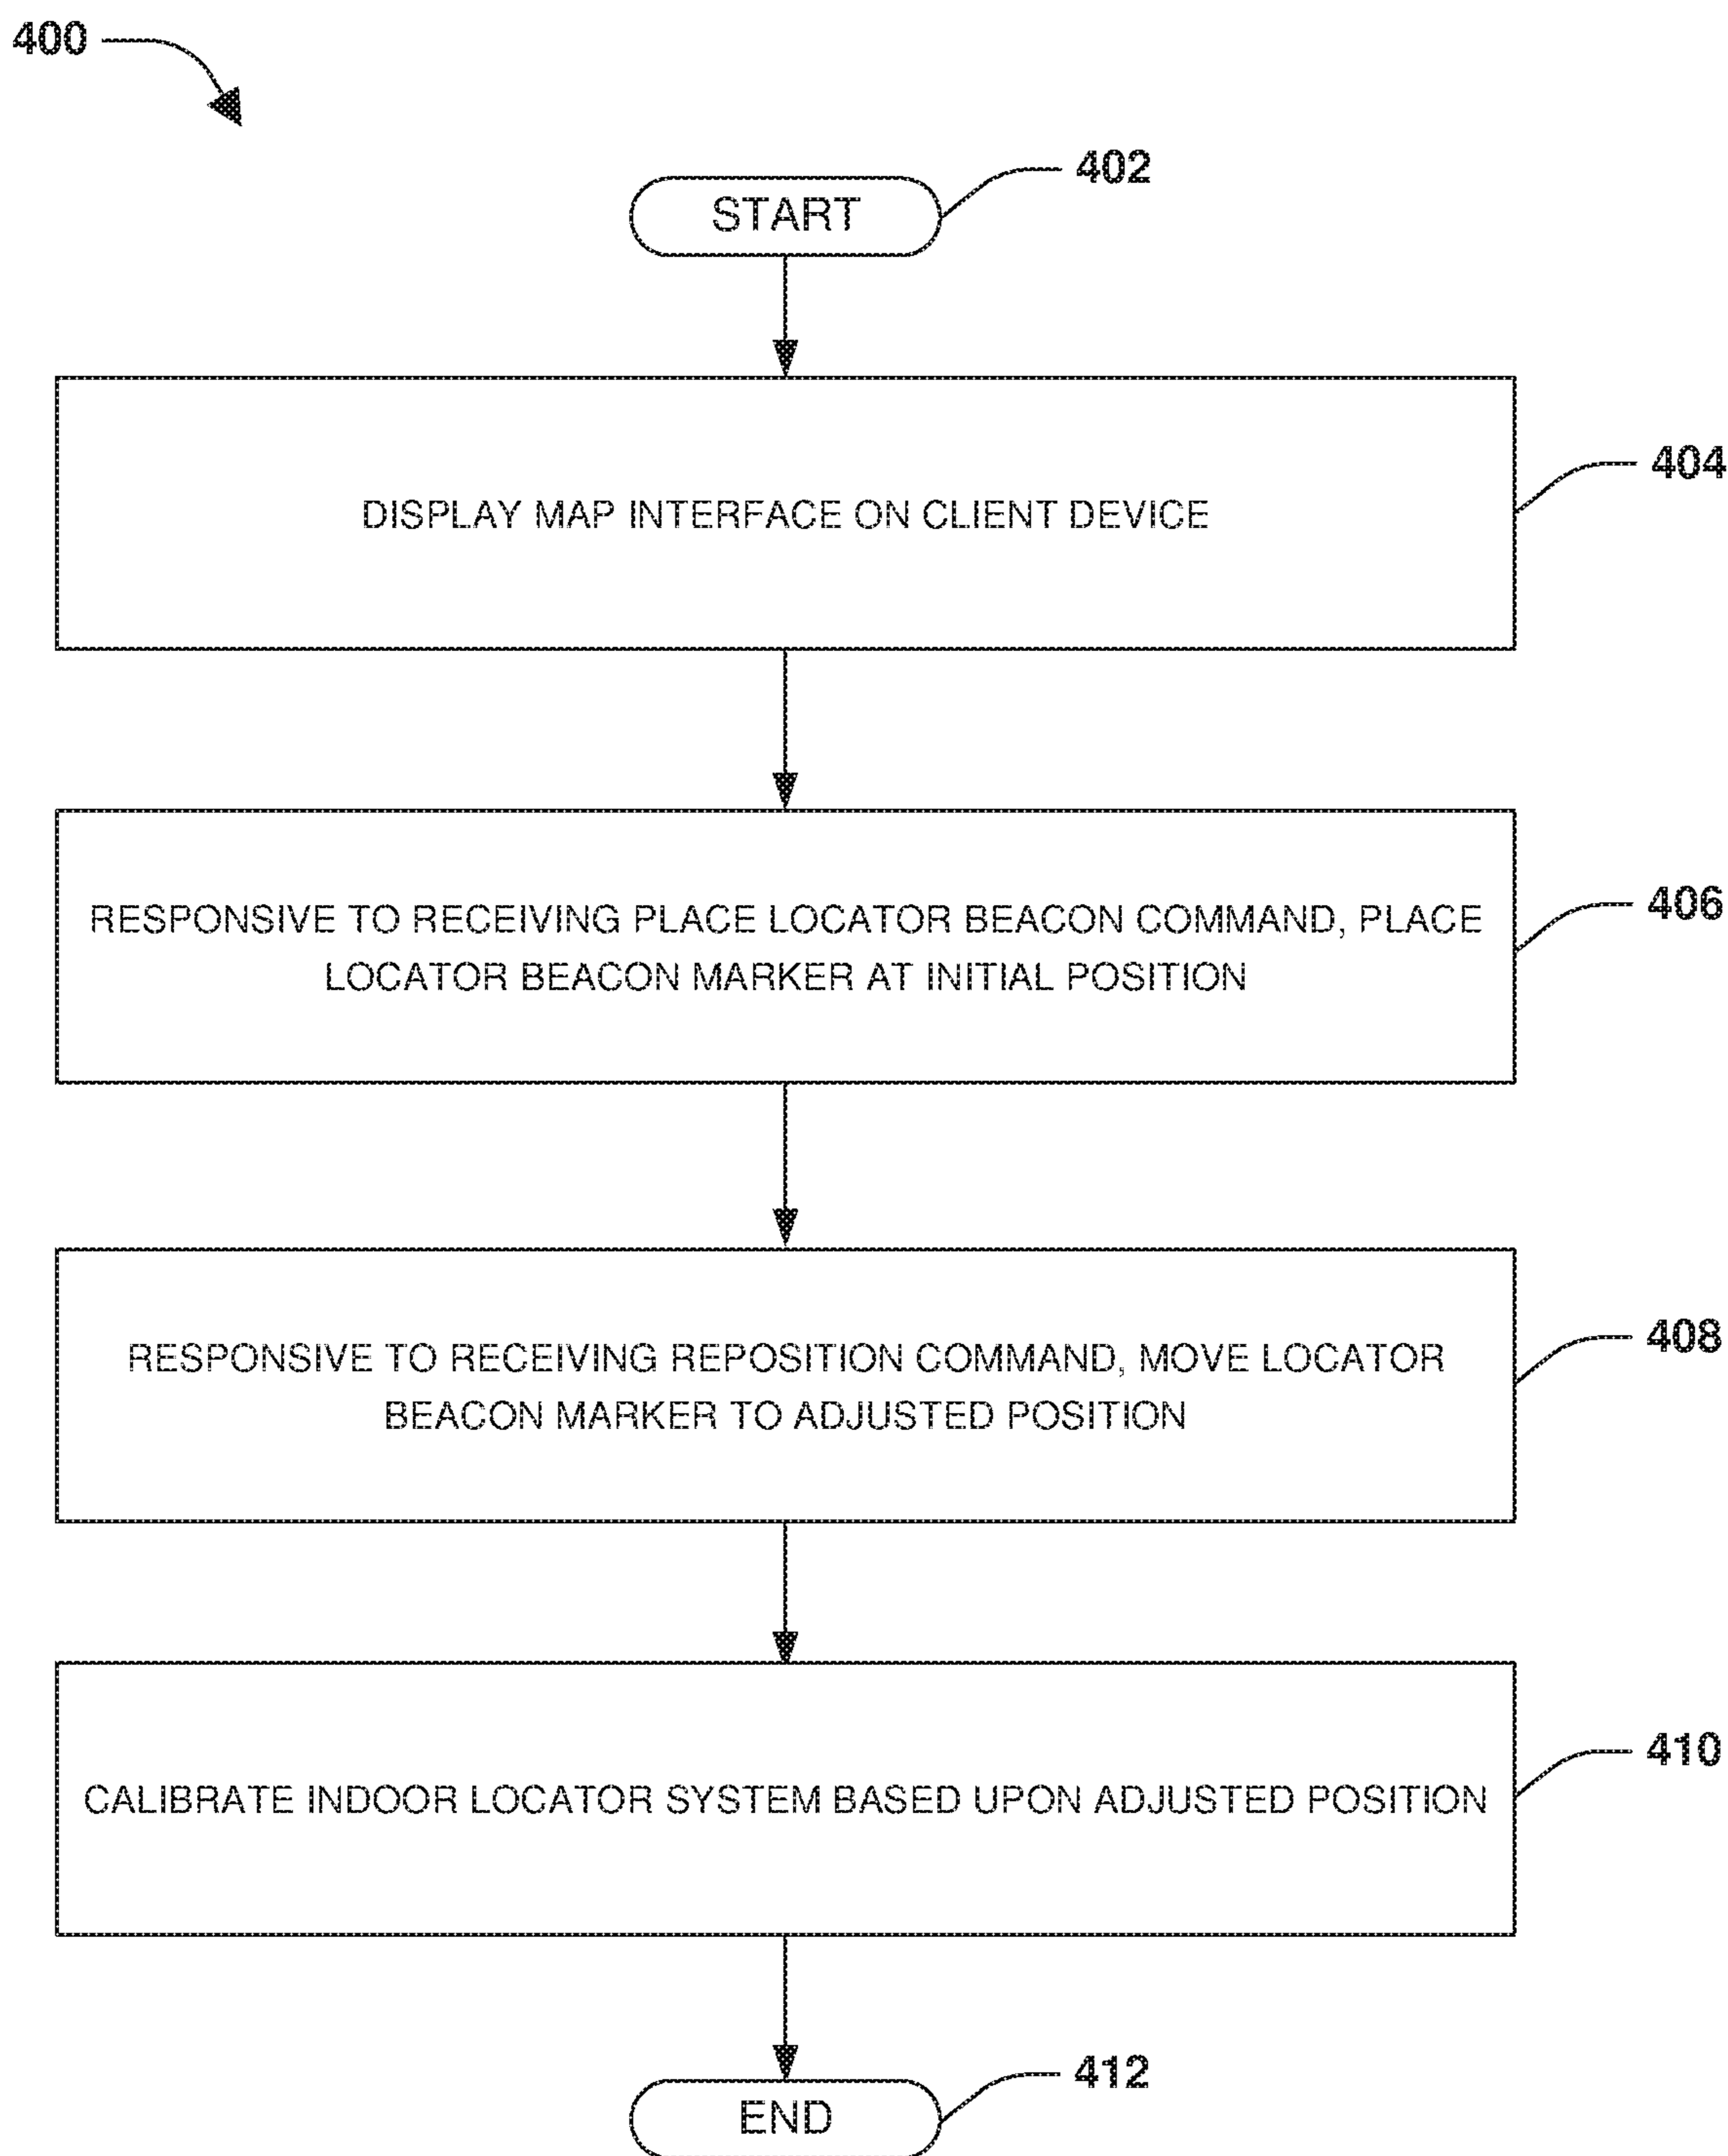 400
402
START
404
DISPLAY MAP INTERFACE ON CLIENT DEVICE
406
RESPONSIVE TO RECEIVING PLACE LOCATOR BEACON COMMAND, PLACE
LOCATOR BEACON MARKER AT INITIAL POSITION
408
RESPONSIVE TO RECEIVING REPOSITION COMMAND, MOVE LOCATOR
BEACON MARKER TO ADJUSTED POSITION
410
CALIBRATE INDOOR LOCATOR SYSTEM BASED UPON ADJUSTED POSITION
412
END